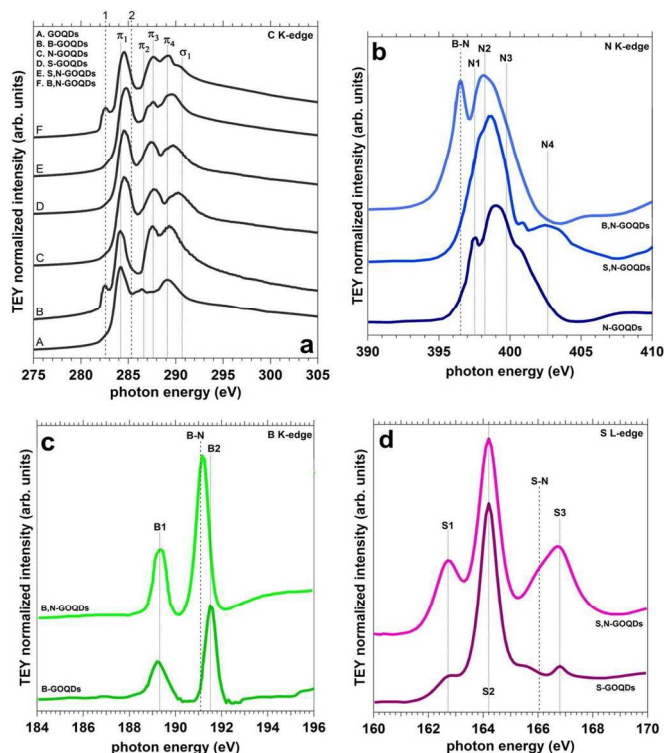 1 2
A. GOQDs
B. B-GOQDs
C. N-GOQDs
D. S-GOQDs
E. S,N-GOQDs
F. B,N-GOQDs
π1 π2 π3 π4 σ1
C K-edge
F
E
D
C
B
A
a
TEY normalized intensity (arb. units)
275 280 285 290 295 300 305
photon energy (eV)
b
N K-edge
B-N N1 N2 N3
N4
B,N-GOQDs
S,N-GOQDs
N-GOQDs
TEY normalized intensity (arb. units)
390 395 400 405 410
photon energy (eV)
c
B K-edge
B-N
B2
B1
B,N-GOQDs
B-GOQDs
TEY normalized intensity (arb. units)
184 186 188 190 192 194 196
photon energy (eV)
d
S L-edge
S1
S-N
S3
S2
S,N-GOQDs
S-GOQDs
TEY normalized intensity (arb. units)
160 162 164 166 168 170
photon energy (eV)